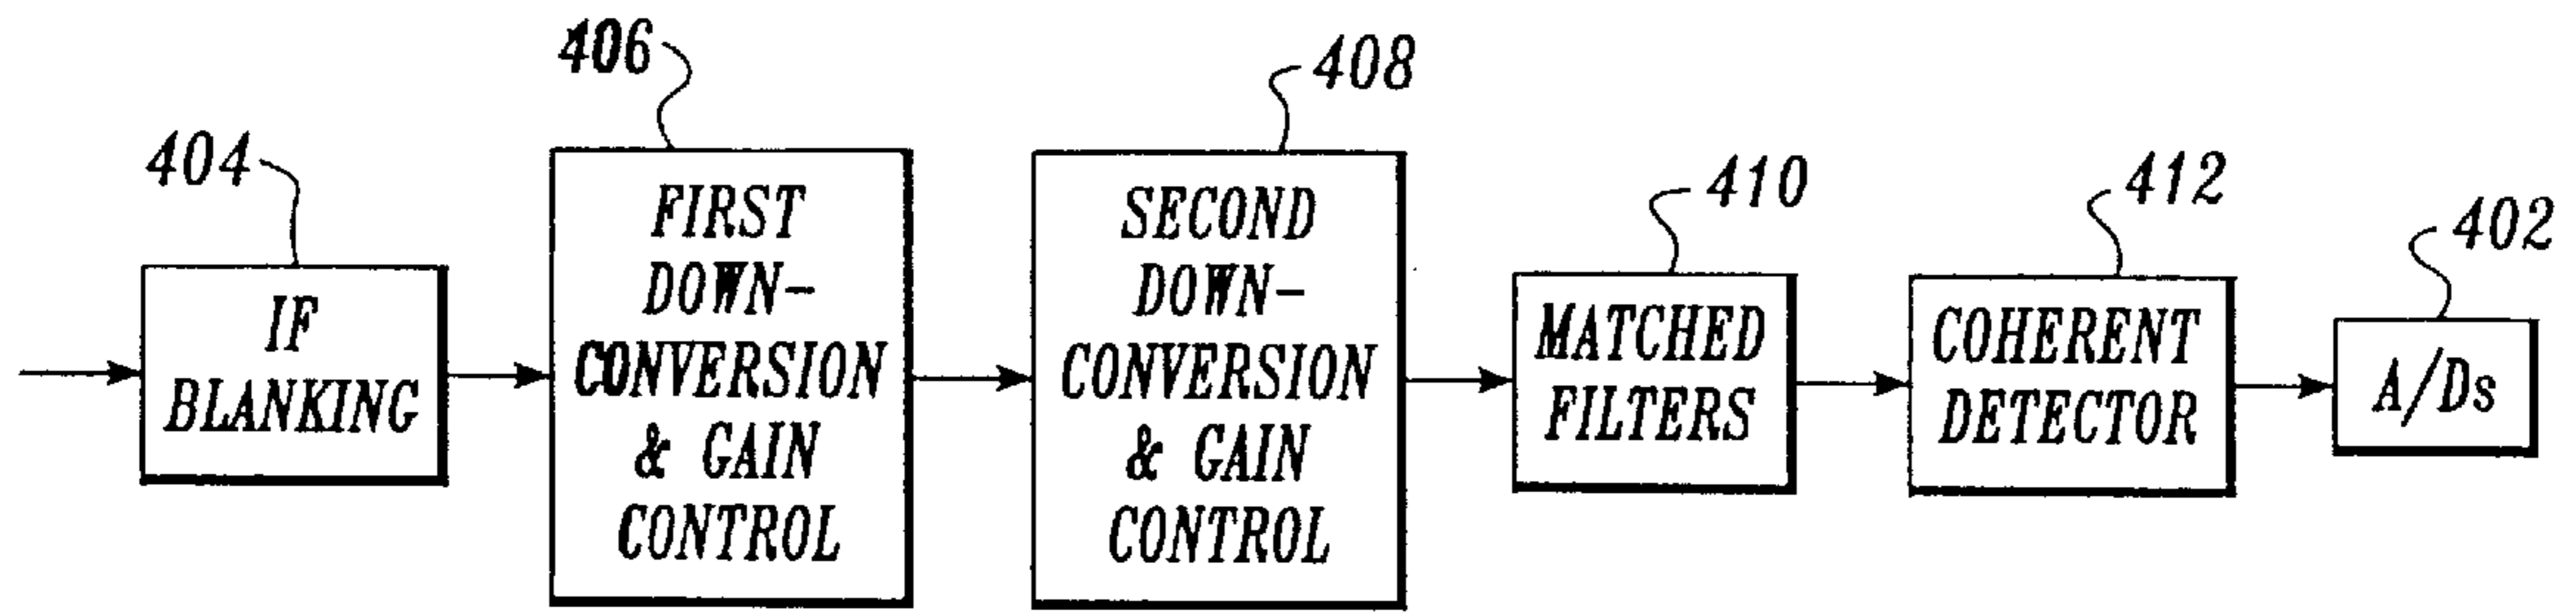 406
408
404
410
412
402
FIRST
DOWN-
CONVERSION
& GAIN
CONTROL
SECOND
DOWN-
CONVERSION
& GAIN
CONTROL
IF
BLANKING
MATCHED
FILTERS
COHERENT
DETECTOR
A/Ds